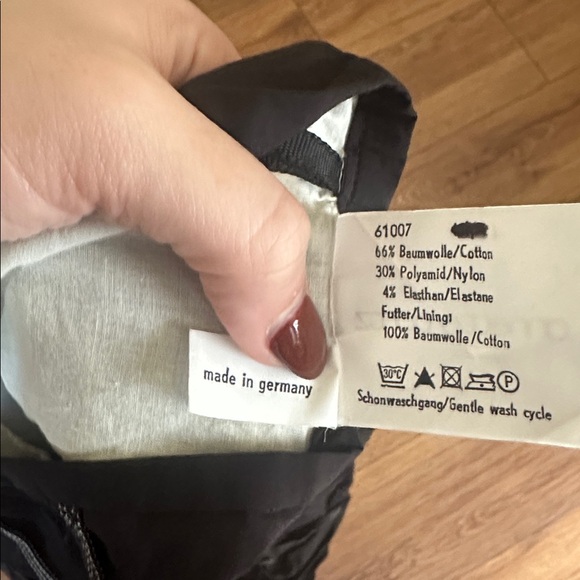 61007
66% Baumwolle/Cotton
30% Polyamid/Nylon
4% Elasthan/Elastane
Futter/Lining:
100% Baumwolle/Cotton
30°C P
Schonwaschgang/Gentle wash cycle
made in germany